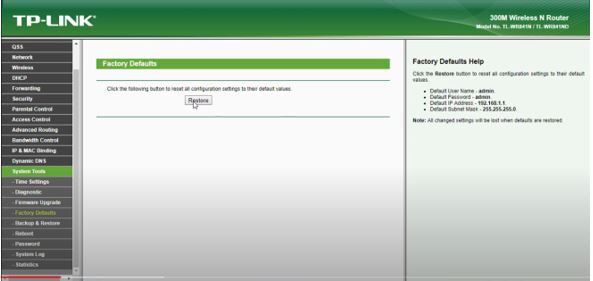 TP-LINK
300M Wireless N Router
Model No. TL-WR841N / TL-WR841ND
QSS
Network
Wireless
DHCP
Forwarding
Security
Parental Control
Access Control
Advanced Routing
Bandwidth Control
IP & MAC Binding
Dynamic DNS
System Tools
- Time Settings
- Diagnostic
- Firmware Upgrade
- Factory Defaults
- Backup & Restore
- Reboot
- Password
- System Log
- Statistics
Factory Defaults
Click the following button to reset all configuration settings to their default values.
Restore
Factory Defaults Help
Click the Restore button to reset all configuration settings to their default
values.
• Default User Name - admin.
• Default Password - admin.
• Default IP Address - 192.168.1.1.
• Default Subnet Mask - 255.255.255.0.
Note: All changed settings will be lost when defaults are restored.